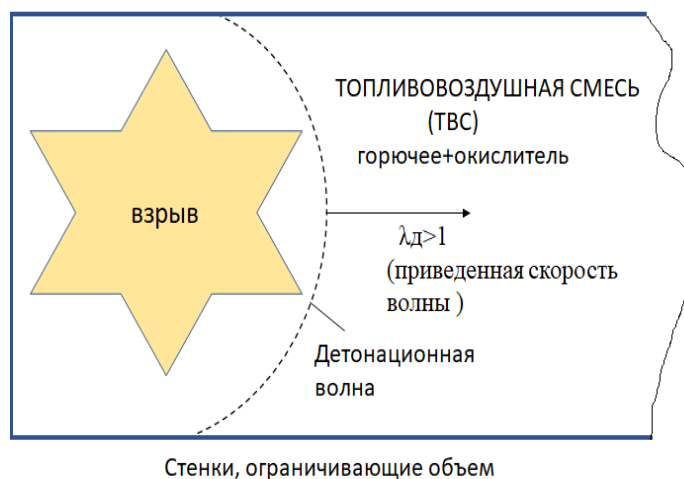 ТОПЛИВОВОЗДУШНАЯ СМЕСЬ
(ТВС)
горючее+окислитель
взрыв
λд>1
(приведенная скорость
волны )
Детонационная
волна
Стенки, ограничивающие объем